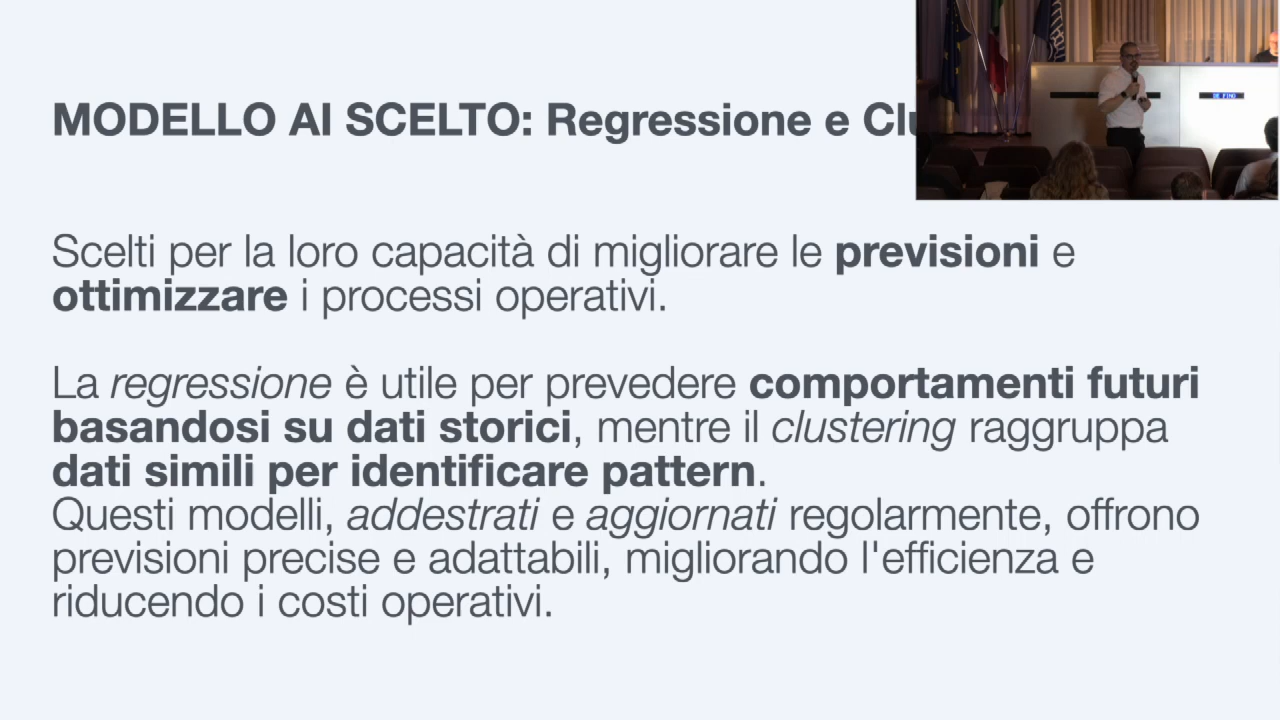 MODELLO AI SCELTO: Regressione e Clu
Scelti per la loro capacità di migliorare le previsioni e
ottimizzare i processi operativi.
La regressione è utile per prevedere comportamenti futuri
basandosi su dati storici, mentre il clustering raggruppa
dati simili per identificare pattern.
Questi modelli, addestrati e aggiornati regolarmente, offrono
previsioni precise e adattabili, migliorando l'efficienza e
riducendo i costi operativi.